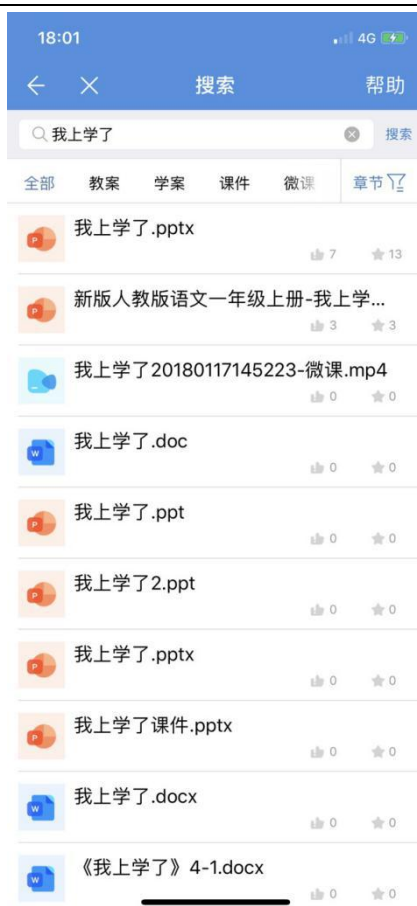 18:01 4G
搜索 帮助
我上学了 搜索
全部 教案 学案 课件 微课 章节
我上学了.pptx
7 13
新版人教版语文一年级上册-我上学...
3 3
我上学了20180117145223-微课.mp4
0 0
我上学了.doc
0 0
我上学了.ppt
0 0
我上学了2.ppt
0 0
我上学了.pptx
0 0
我上学了课件.pptx
0 0
我上学了.docx
0 0
《我上学了》4-1.docx
0 0